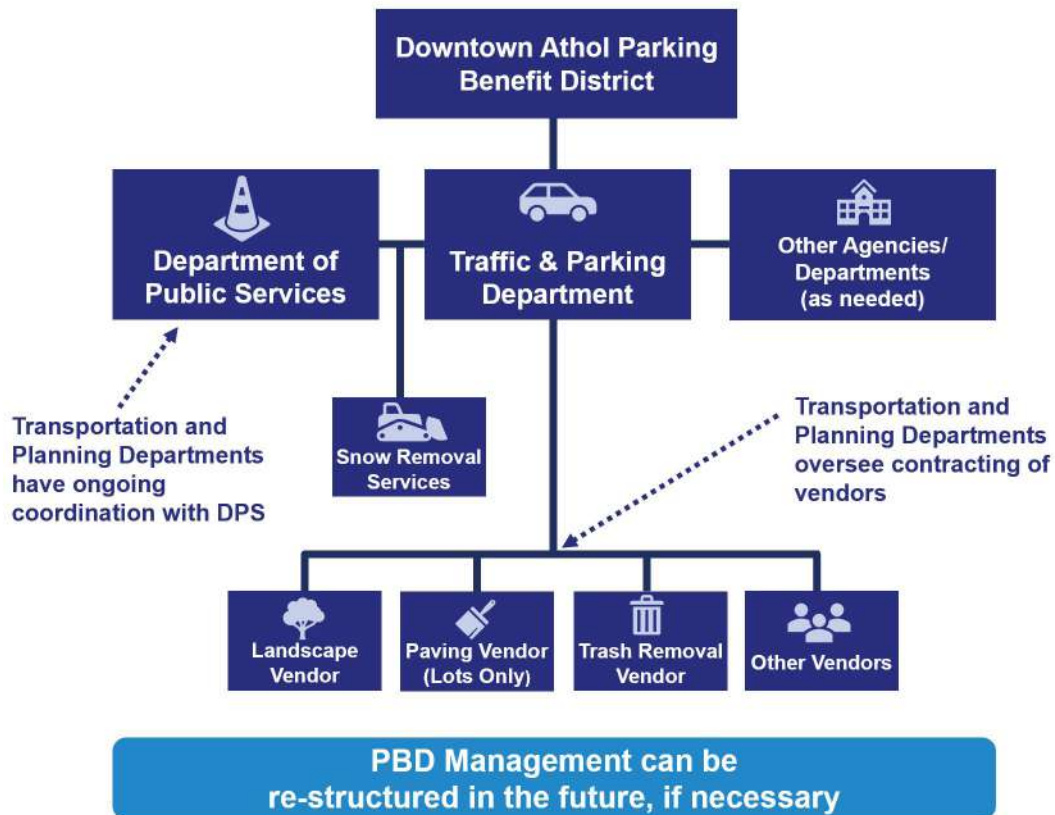 Downtown Athol Parking
Benefit District
Department of
Public Services
Traffic & Parking
Department
Other Agencies/
Departments
(as needed)
Transportation and
Planning Departments
have ongoing
coordination with DPS
Snow Removal
Services
Transportation and
Planning Departments
oversee contracting of
vendors
Landscape
Vendor
Paving Vendor
(Lots Only)
Trash Removal
Vendor
Other Vendors
PBD Management can be
re-structured in the future, if necessary